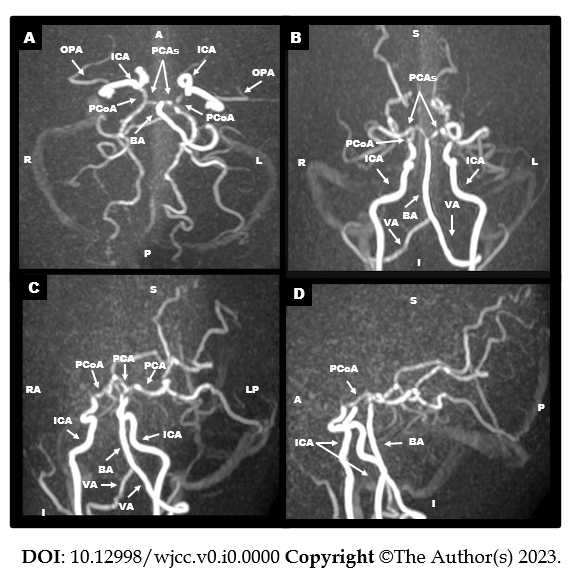 A
A
OPA
ICA
PCAs
ICA
OPA
PCoA
PCoA
BA
R
L
P
B
S
PCAs
PCoA
ICA
ICA
R
L
VA
BA
VA
I
C
S
PCoA
PCA
PCA
RA
LP
ICA
ICA
BA
VA
VA
I
D
S
PCoA
A
P
ICA
BA
I
DOI: 10.12998/wjcc.v0.i0.0000 Copyright ©The Author(s) 2023.